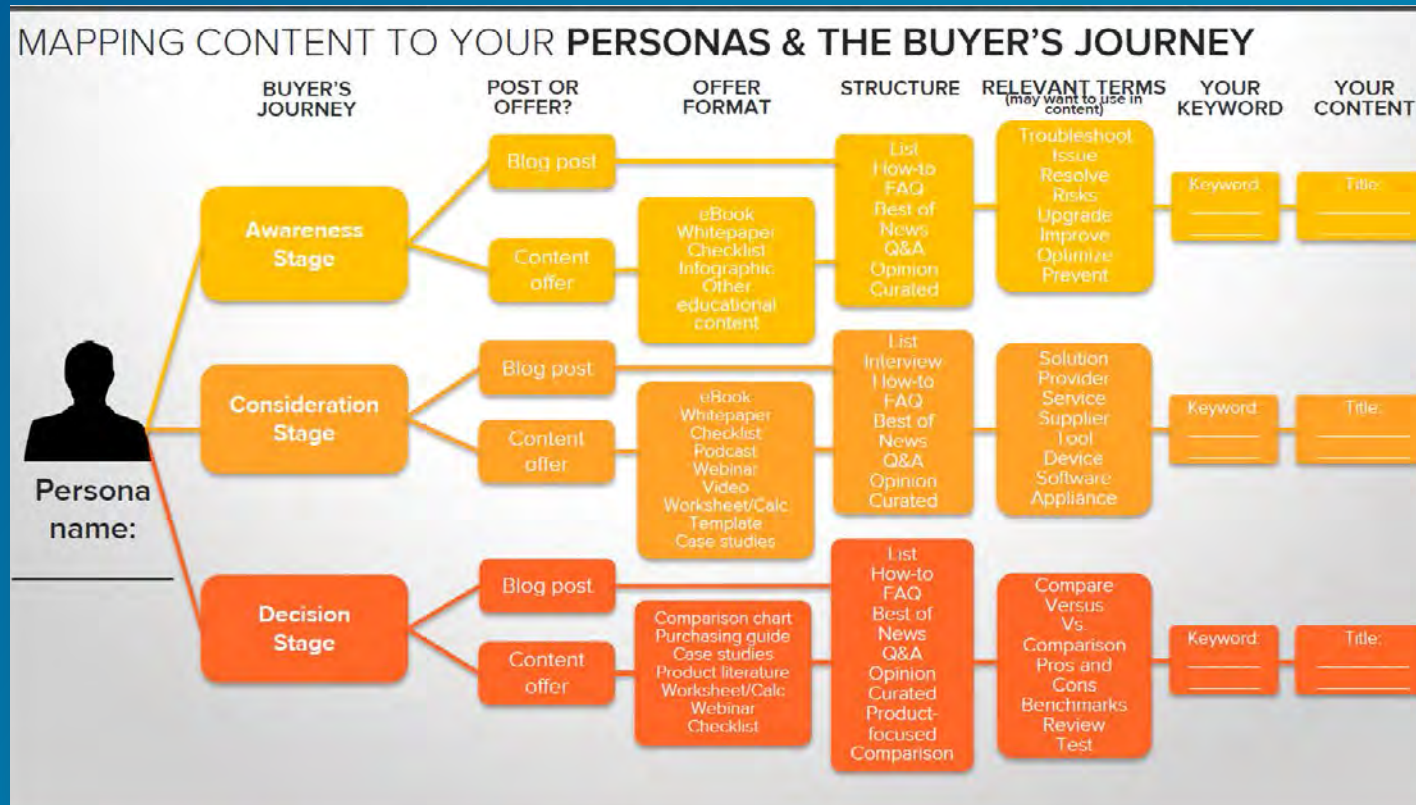 MAPPING CONTENT TO YOUR PERSONAS & THE BUYER'S JOURNEY
BUYER'S
JOURNEY
POST OR
OFFER?
OFFER
FORMAT
STRUCTURE
RELEVANT TERMS
(may want to use in
content)
YOUR
KEYWORD
YOUR
CONTENT
Persona
name:
Awareness
Stage
Blog post
Content
offer
eBook
Whitepaper
Checklist
Infographic
Other
educational
content
List
How-to
FAQ
Best of
News
Q&A
Opinion
Curated
Troubleshoot
Issue
Resolve
Risks
Upgrade
Improve
Optimize
Prevent
Keyword:
Title:
Consideration
Stage
Blog post
Content
offer
eBook
Whitepaper
Checklist
Podcast
Webinar
Video
Worksheet/Calc
Template
Case studies
List
Interview
How-to
FAQ
Best of
News
Q&A
Opinion
Curated
Solution
Provider
Service
Supplier
Tool
Device
Software
Appliance
Keyword:
Title:
Decision
Stage
Blog post
Content
offer
Comparison chart
Purchasing guide
Case studies
Product literature
Worksheet/Calc
Webinar
Checklist
List
How-to
FAQ
Best of
News
Q&A
Opinion
Curated
Product-
focused
Comparison
Compare
Versus
Vs.
Comparison
Pros and
Cons
Benchmarks
Review
Test
Keyword:
Title: